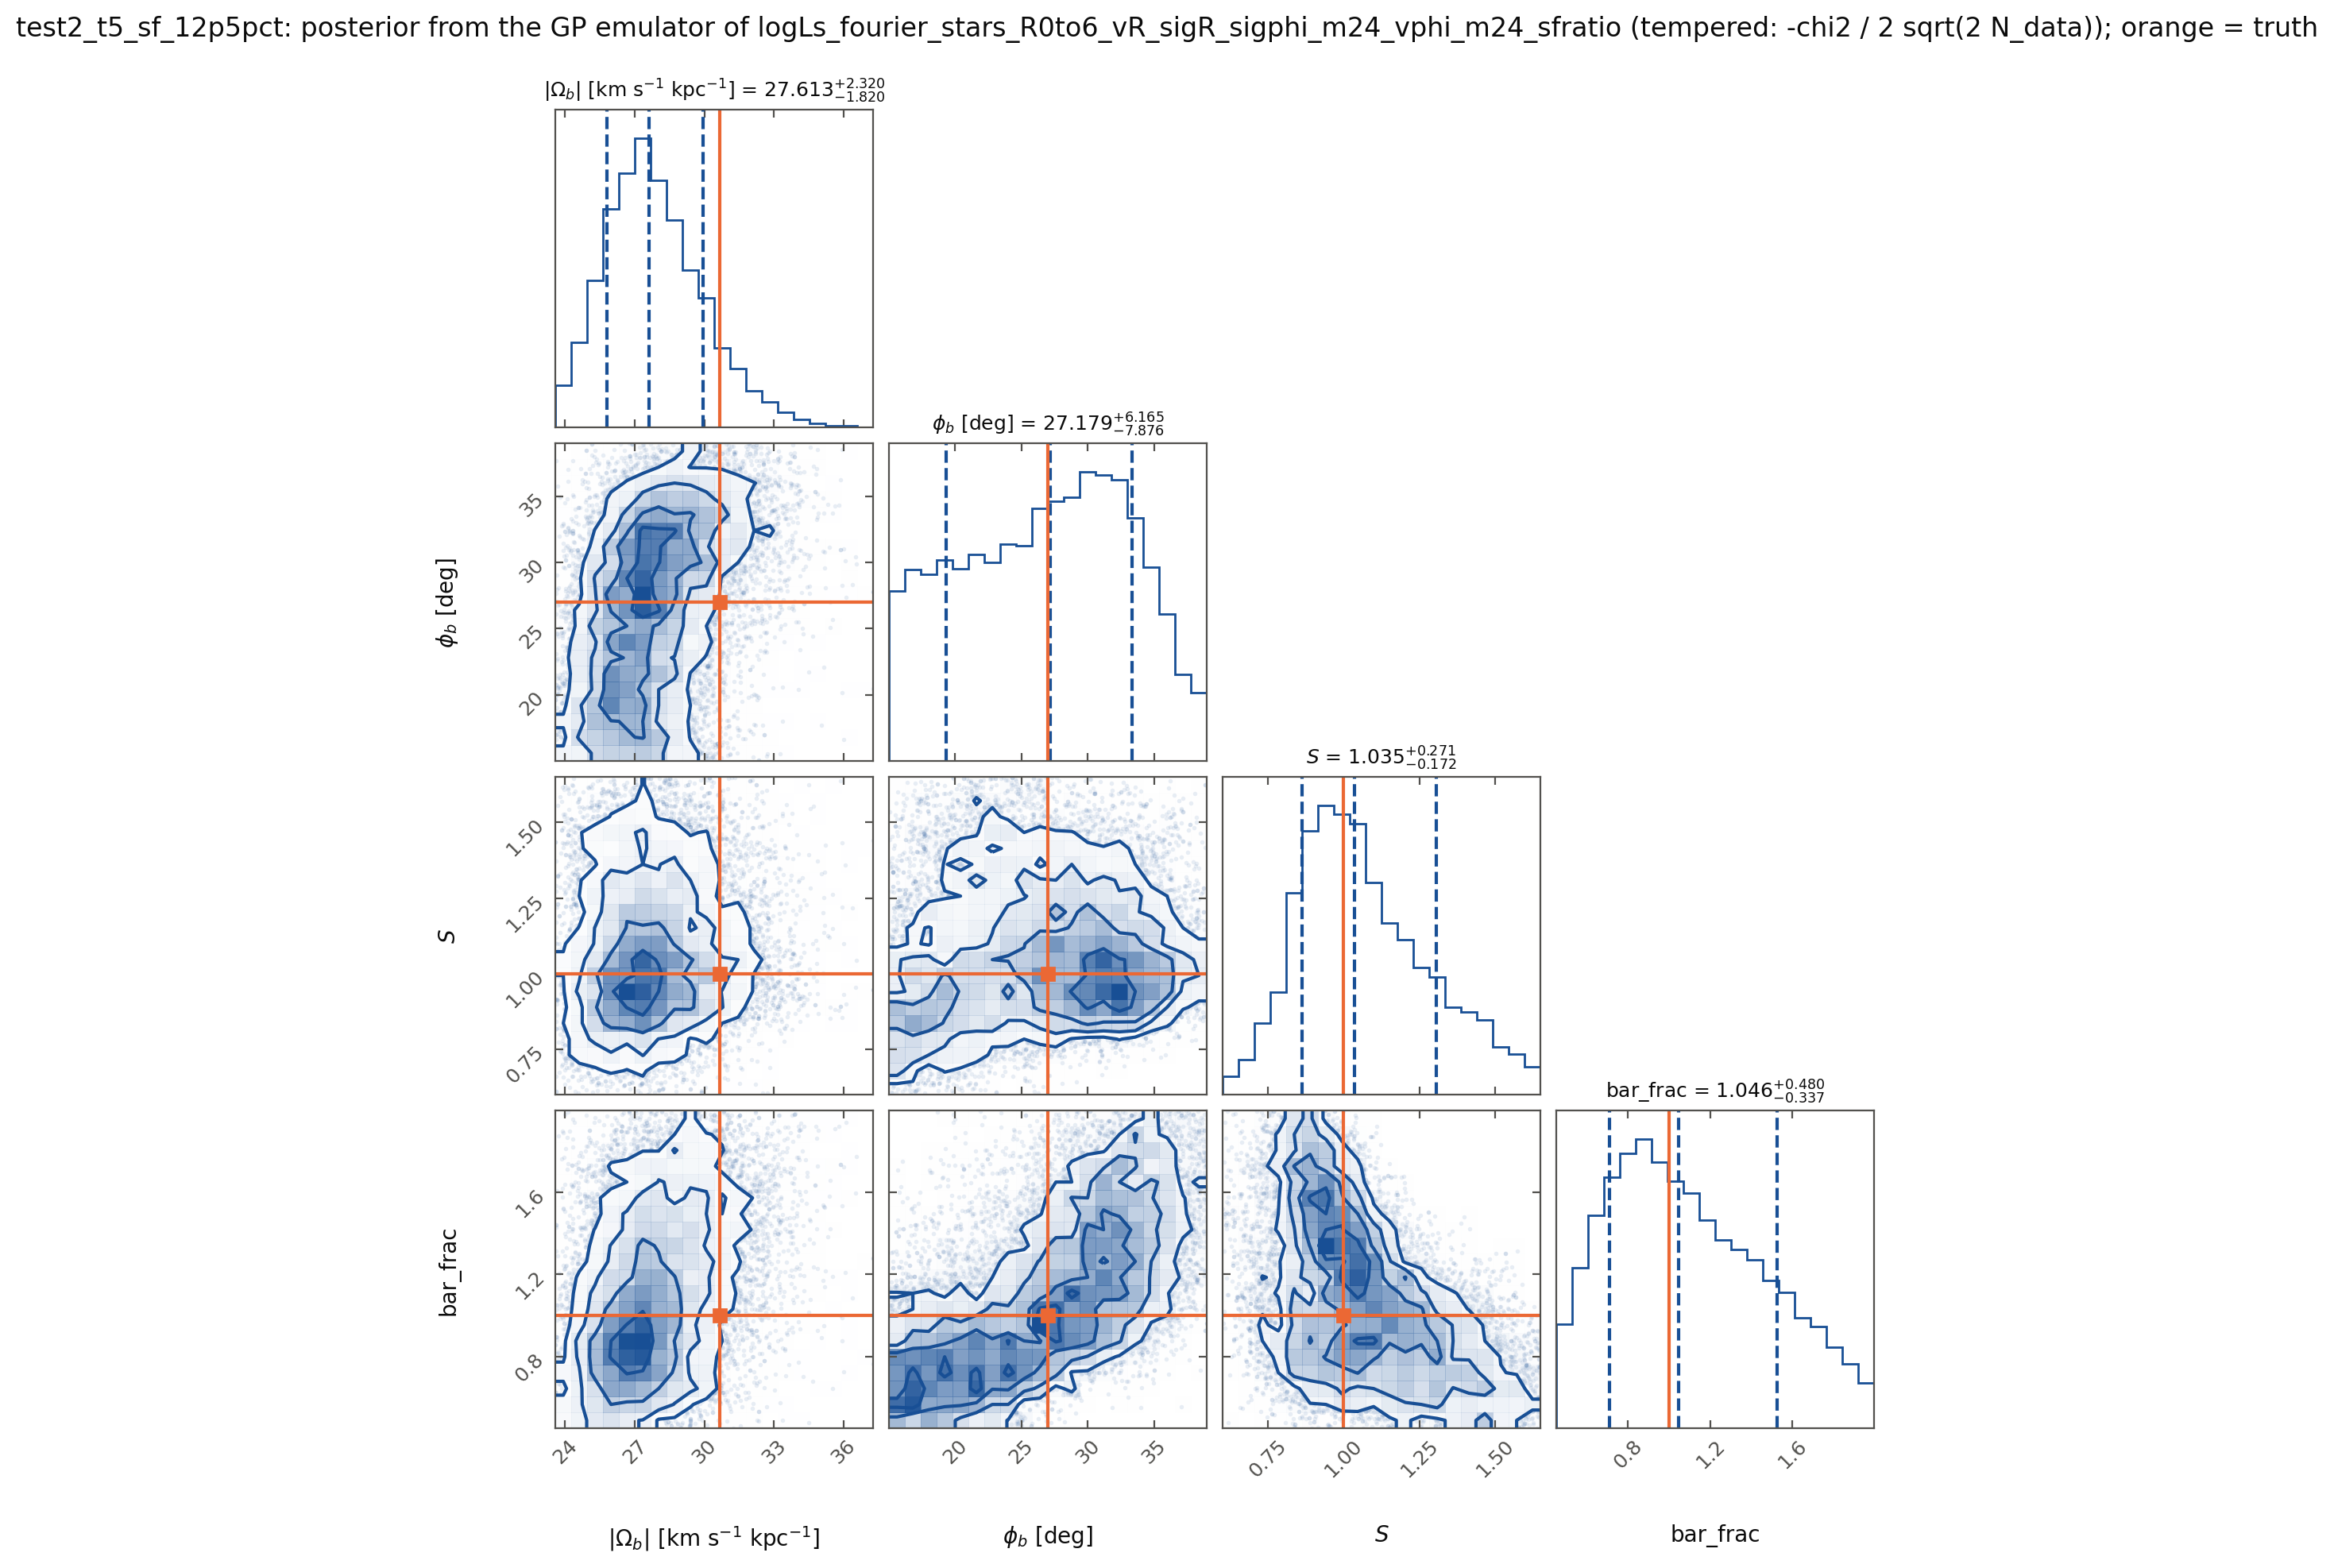 test2_t5_sf_12p5pct: posterior from the GP emulator of logLs_fourier_stars_R0to6_vR_sigR_sigphi_m24_vphi_m24_sfratio (tempered: -chi2 / 2 sqrt(2 N_data)); orange = truth
|Ω_b| [km s⁻¹ kpc⁻¹] = 27.613^{+2.320}_{−1.820}
ϕ_b [deg] = 27.179^{+6.165}_{−7.876}
35
30
25
20
ϕ_b [deg]
S = 1.035^{+0.271}_{−0.172}
1.50
1.25
1.00
0.75
S
bar_frac = 1.046^{+0.480}_{−0.337}
1.6
1.2
0.8
bar_frac
24 27 30 33 36 20 25 30 35 0.75 1.00 1.25 1.50 0.8 1.2 1.6
|Ω_b| [km s⁻¹ kpc⁻¹] ϕ_b [deg] S bar_frac